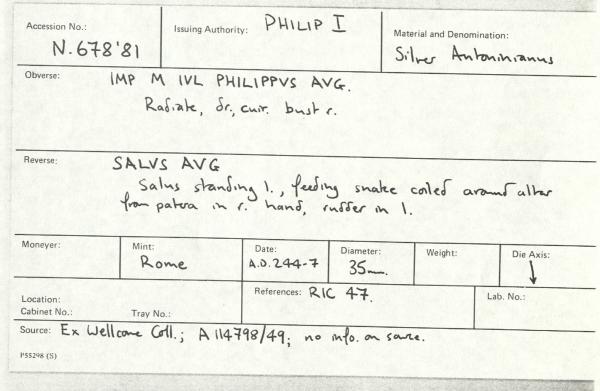 Accession No.: N.678'81
Issuing Authority: PHILIP I
Material and Denomination: Silver Antoninianus
Obverse: IMP M IVL PHILIPPVS AVG.
Radiate, dr., cuir. bust r.
Reverse: SALVS AVG
Salus standing l., feeding snake coiled around altar
from patera in r. hand, rudder in l.
Moneyer:
Mint: Rome
Date: A.D. 244-7
Diameter: 35mm.
Weight:
Die Axis: ↓
Location:
Cabinet No.: Tray No.:
References: RIC 47.
Lab. No.:
Source: Ex Wellcome Coll.; A 114798/49; no info. on source.
P55298 (S)